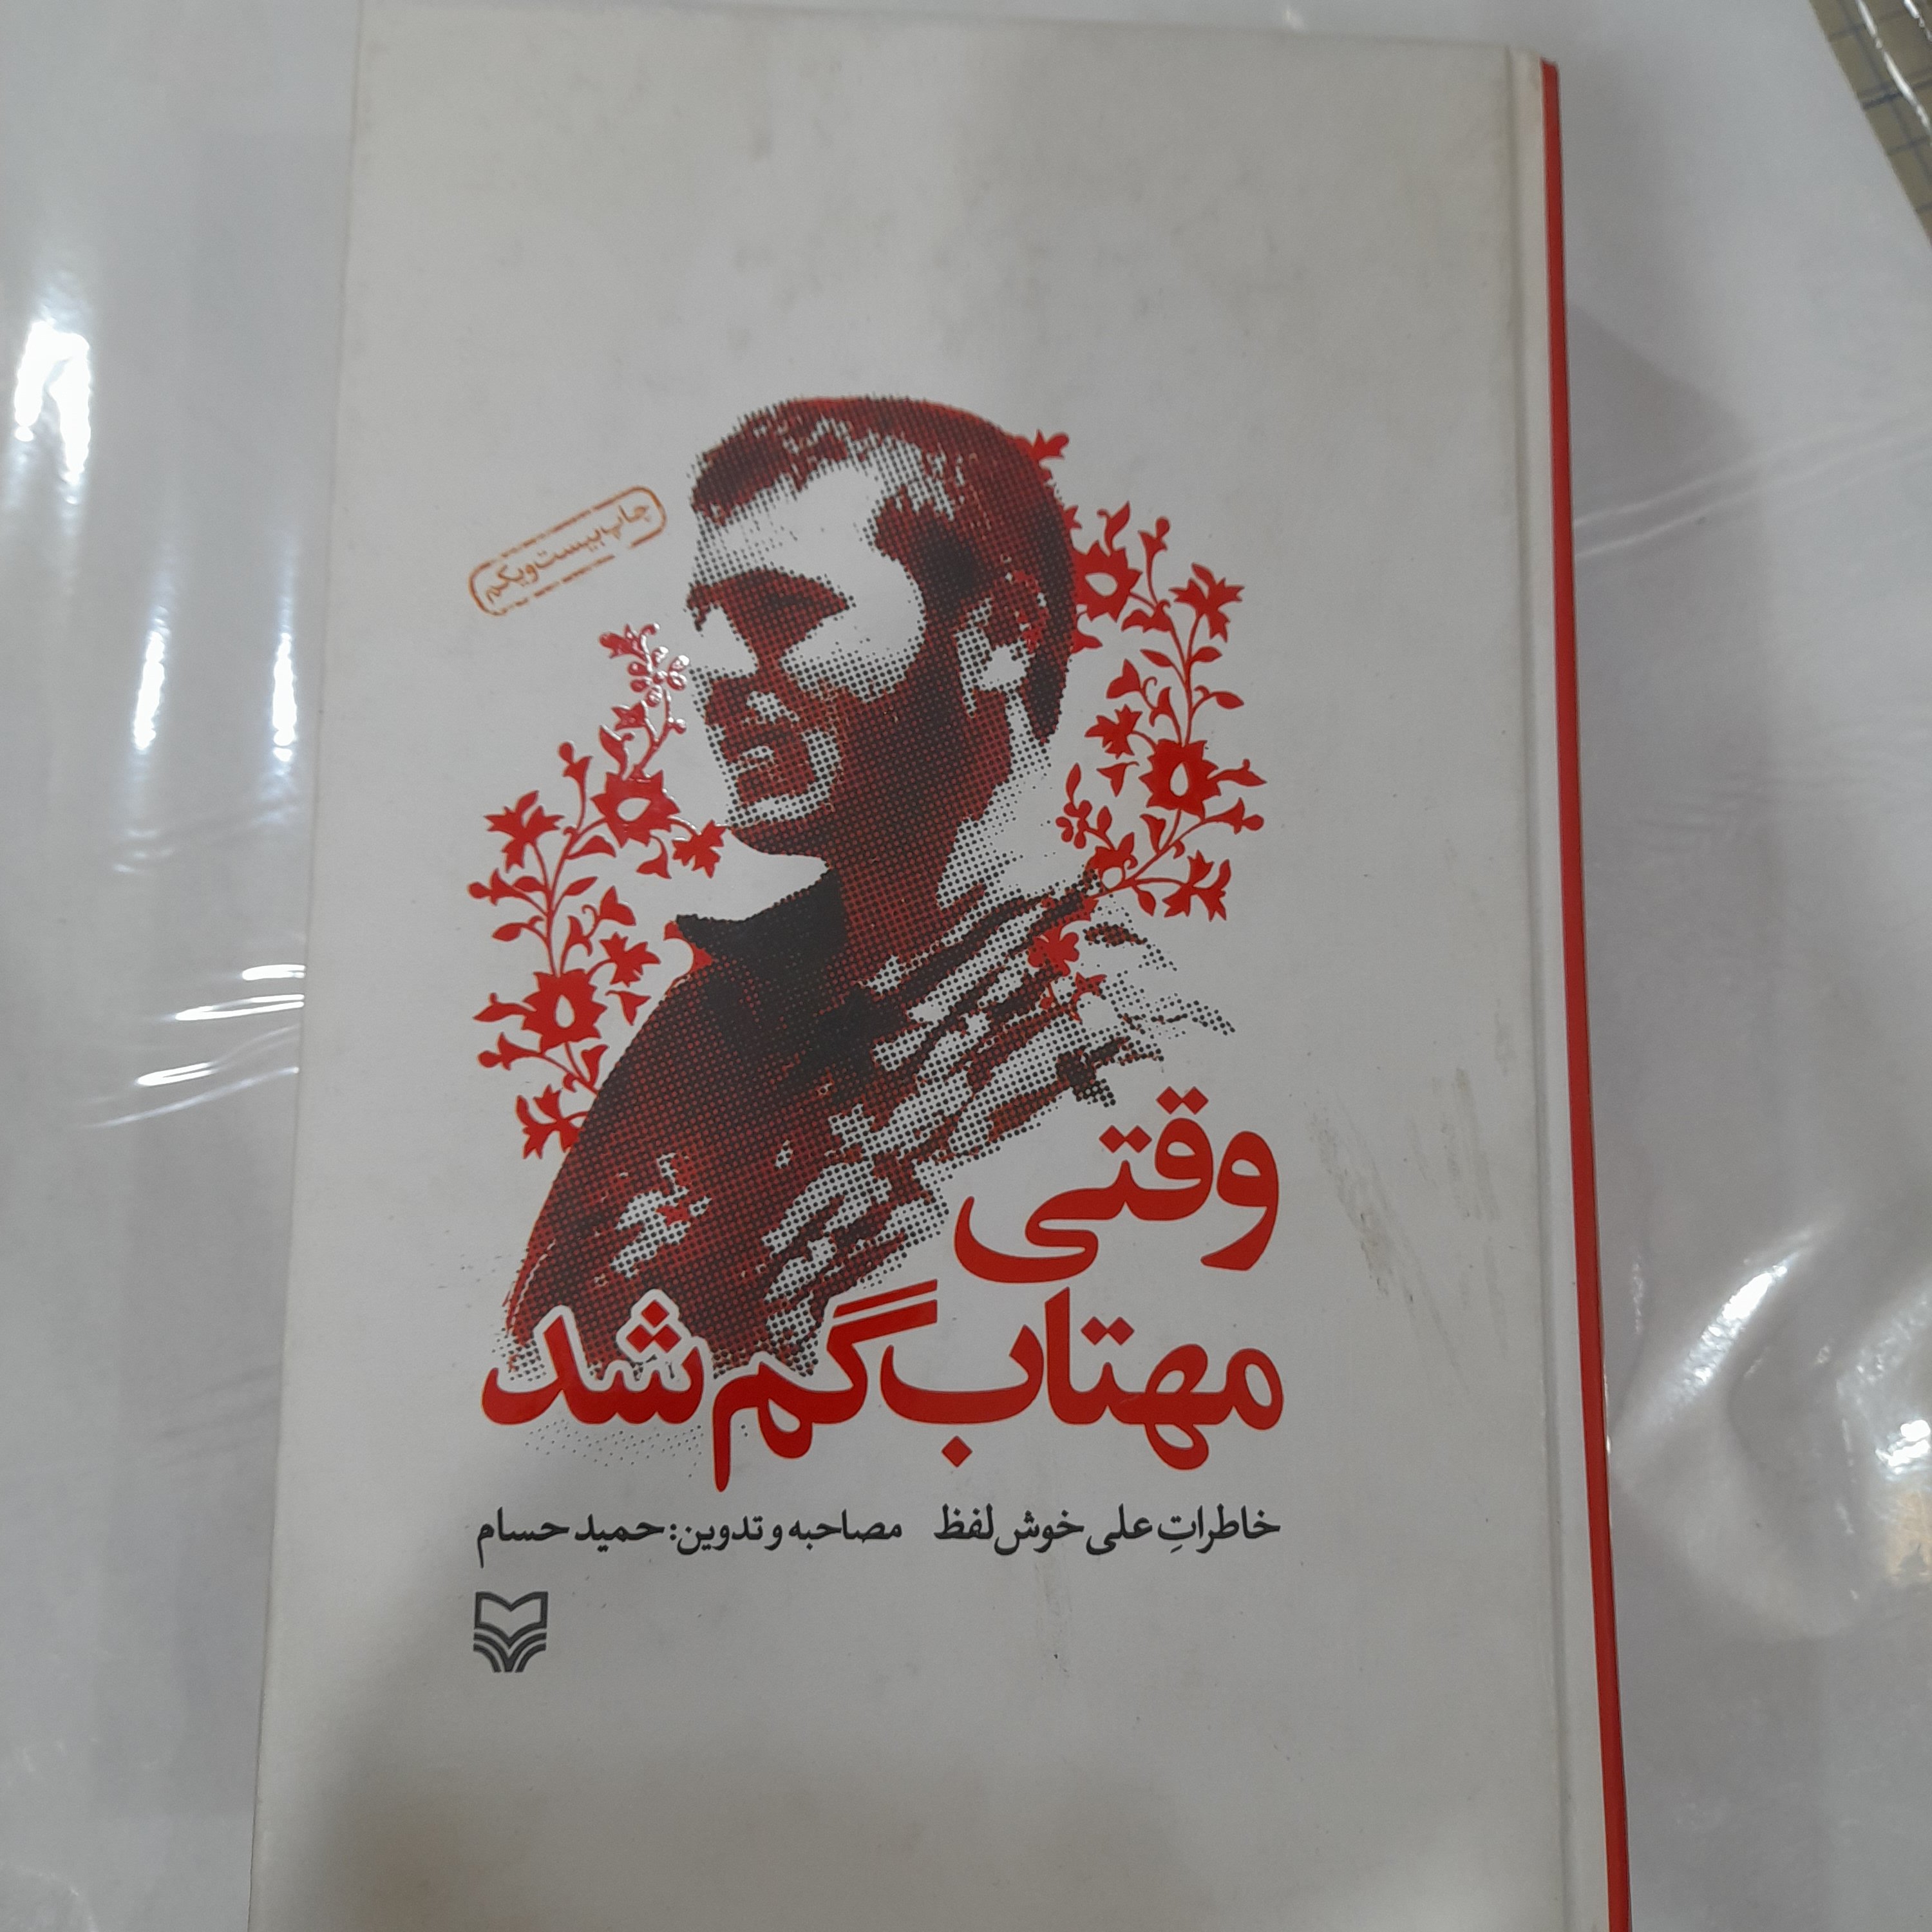 چاپ بیست و یکم
وقتی
مهتاب گم شد
خاطراتِ علی خوش لفظ مصاحبه و تدوین: حمید حسام